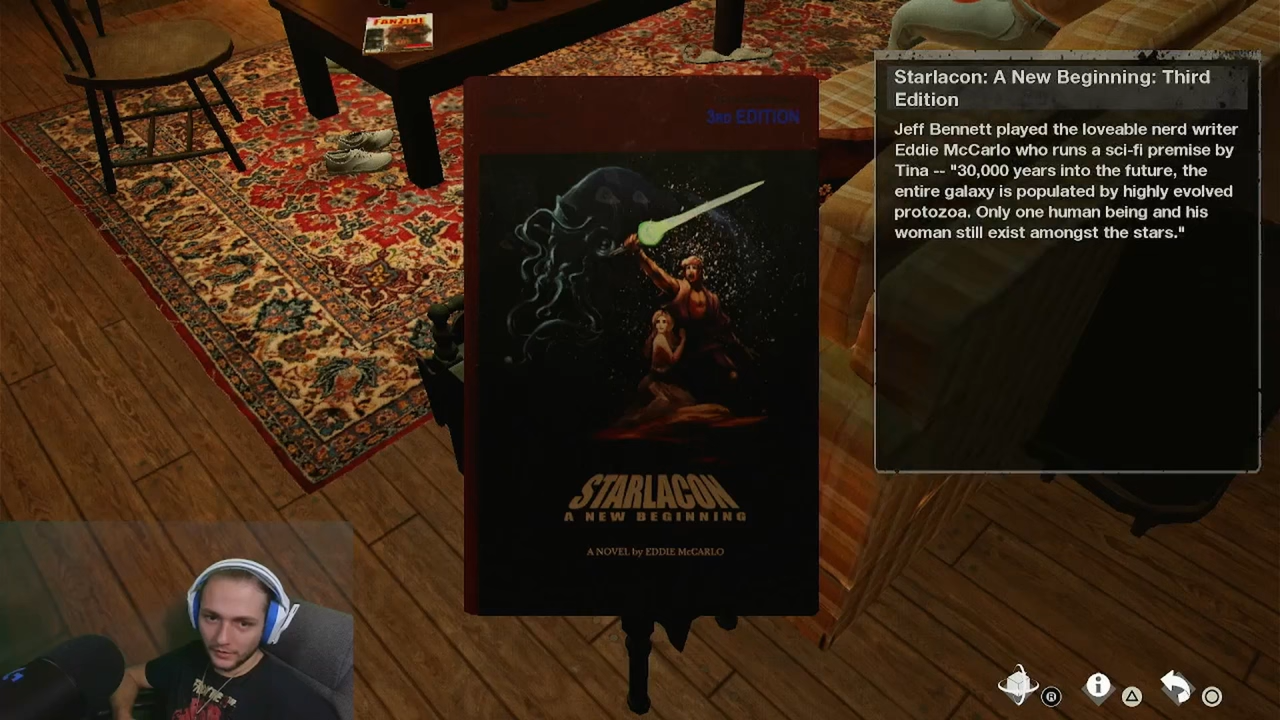 FANZINE
3RD EDITION
STARLACON
A NEW BEGINNING
A NOVEL by EDDIE McCARLO
Starlacon: A New Beginning: Third
Edition
Jeff Bennett played the loveable nerd writer
Eddie McCarlo who runs a sci-fi premise by
Tina -- "30,000 years into the future, the
entire galaxy is populated by highly evolved
protozoa. Only one human being and his
woman still exist amongst the stars."
R